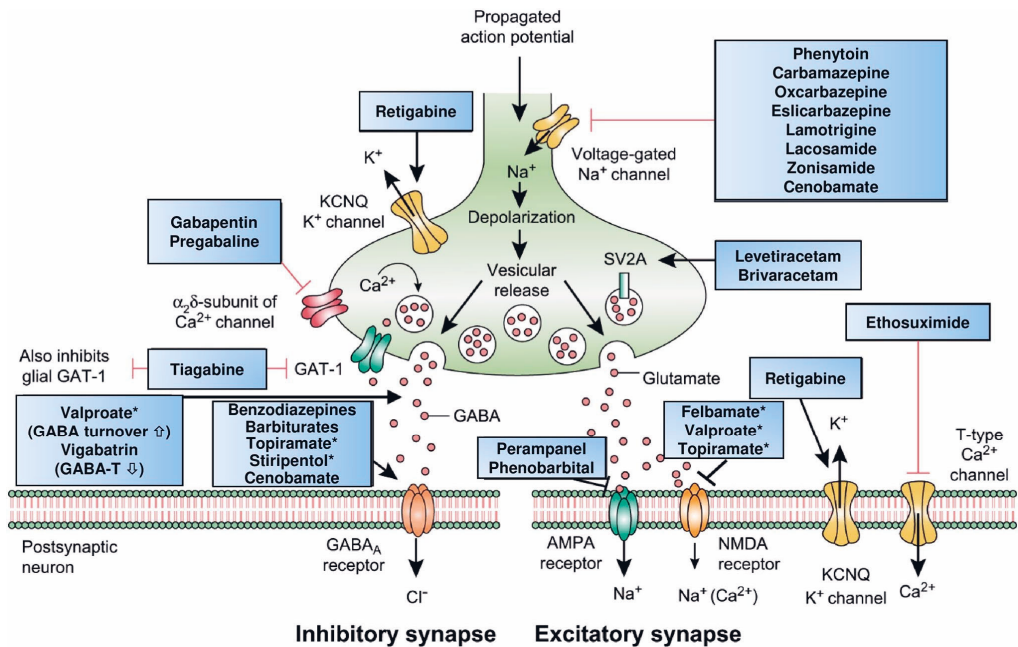 Propagated
action potential
Phenytoin
Carbamazepine
Oxcarbazepine
Eslicarbazepine
Lamotrigine
Lacosamide
Zonisamide
Cenobamate
Retigabine
K⁺
KCNQ
K⁺ channel
Na⁺
Voltage-gated
Na⁺ channel
Depolarization
Vesicular
release
Gabapentin
Pregabaline
α₂δ-subunit of
Ca²⁺ channel
Ca²⁺
SV2A
Levetiracetam
Brivaracetam
Also inhibits
glial GAT-1
Tiagabine
GAT-1
Ethosuximide
Glutamate
Retigabine
Valproate*
(GABA turnover ⇧)
Vigabatrin
(GABA-T ⇩)
Benzodiazepines
Barbiturates
Topiramate*
Stiripentol*
Cenobamate
GABA
Perampanel
Phenobarbital
Felbamate*
Valproate*
Topiramate*
K⁺
T-type
Ca²⁺
channel
Postsynaptic
neuron
GABA_A
receptor
Cl⁻
AMPA
receptor
Na⁺
NMDA
receptor
Na⁺ (Ca²⁺)
KCNQ
K⁺ channel
Ca²⁺
Inhibitory synapse
Excitatory synapse